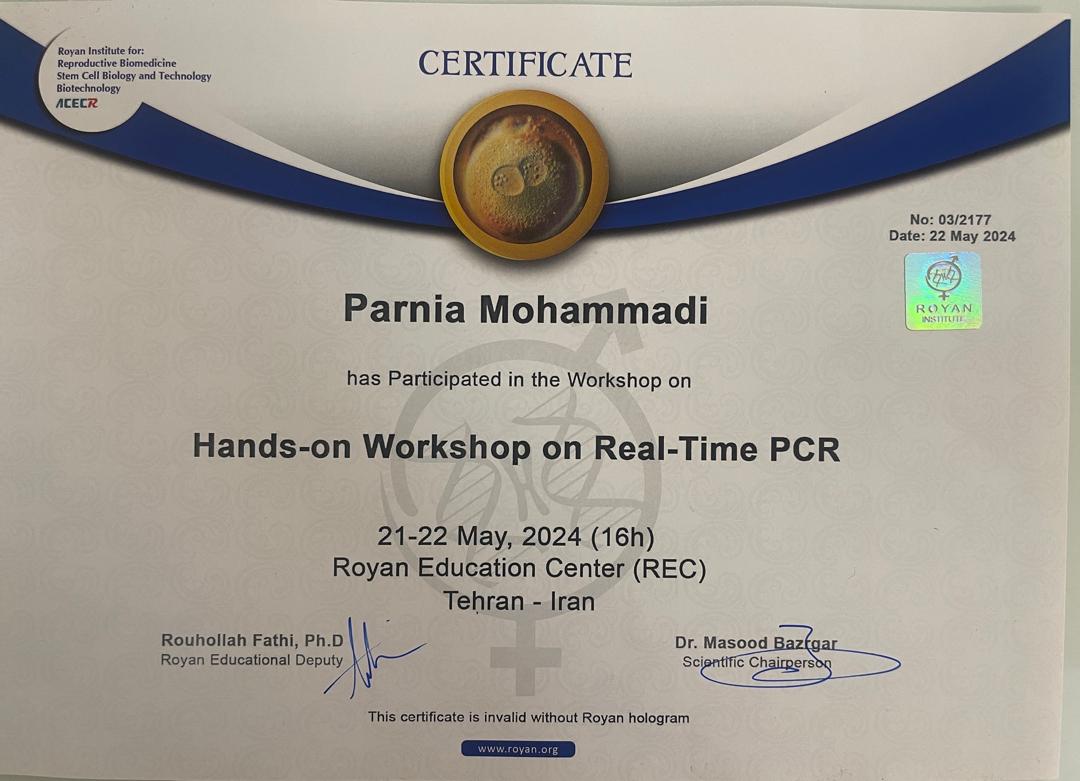 Royan Institute for:
Reproductive Biomedicine
Stem Cell Biology and Technology
Biotechnology
ACECR
CERTIFICATE
No: 03/2177
Date: 22 May 2024
ROYAN
INSTITUTE
Parnia Mohammadi
has Participated in the Workshop on
Hands-on Workshop on Real-Time PCR
21-22 May, 2024 (16h)
Royan Education Center (REC)
Tehran - Iran
Rouhollah Fathi, Ph.D
Royan Educational Deputy
Dr. Masood Bazrgar
Scientific Chairperson
This certificate is invalid without Royan hologram
www.royan.org